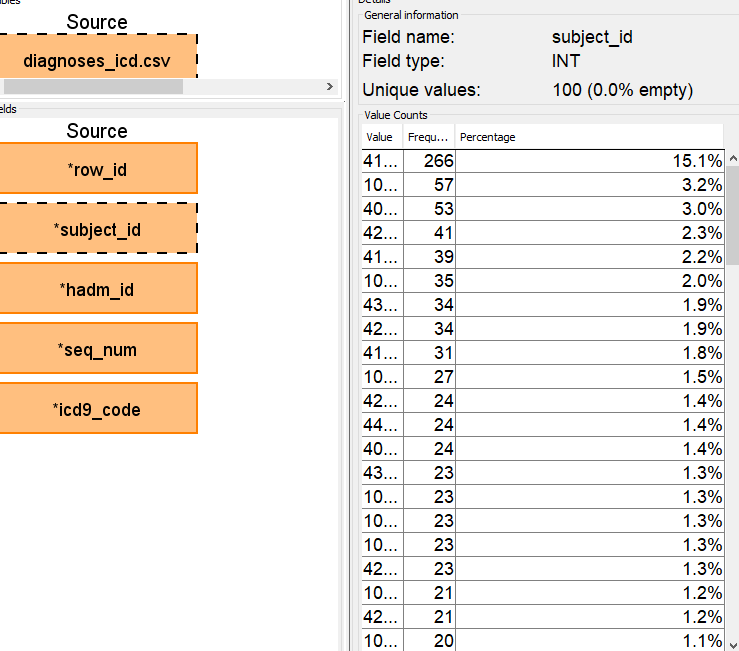 Source
diagnoses_icd.csv
Source
*row_id
*subject_id
*hadm_id
*seq_num
*icd9_code
General information
Field name: subject_id
Field type: INT
Unique values: 100 (0.0% empty)
Value Counts
Value Frequ... Percentage
41... 266 15.1%
10... 57 3.2%
40... 53 3.0%
42... 41 2.3%
41... 39 2.2%
10... 35 2.0%
43... 34 1.9%
42... 34 1.9%
41... 31 1.8%
10... 27 1.5%
42... 24 1.4%
44... 24 1.4%
40... 24 1.4%
43... 23 1.3%
10... 23 1.3%
10... 23 1.3%
10... 23 1.3%
42... 23 1.3%
10... 21 1.2%
42... 21 1.2%
10... 20 1.1%